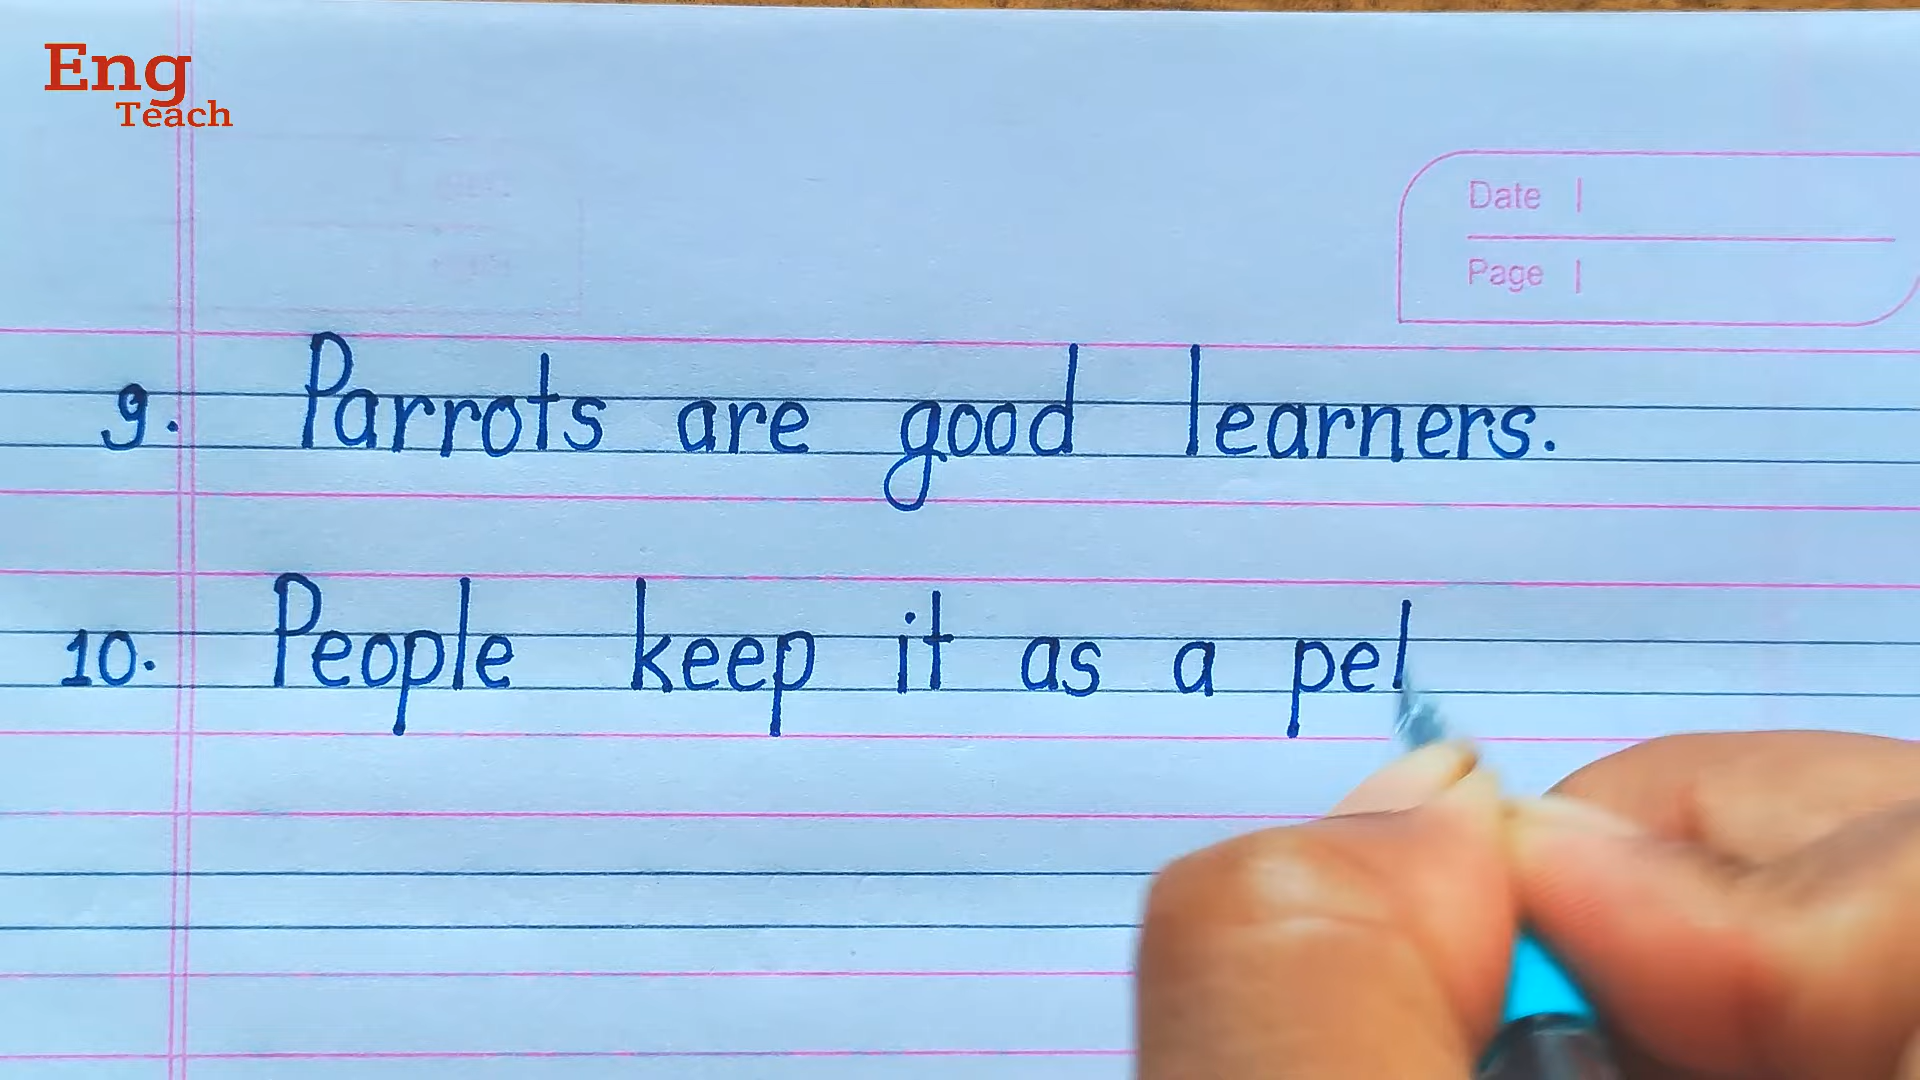 Eng
Teach
Date |
Page |
9. Parrots are good learners.
10. People keep it as a pel